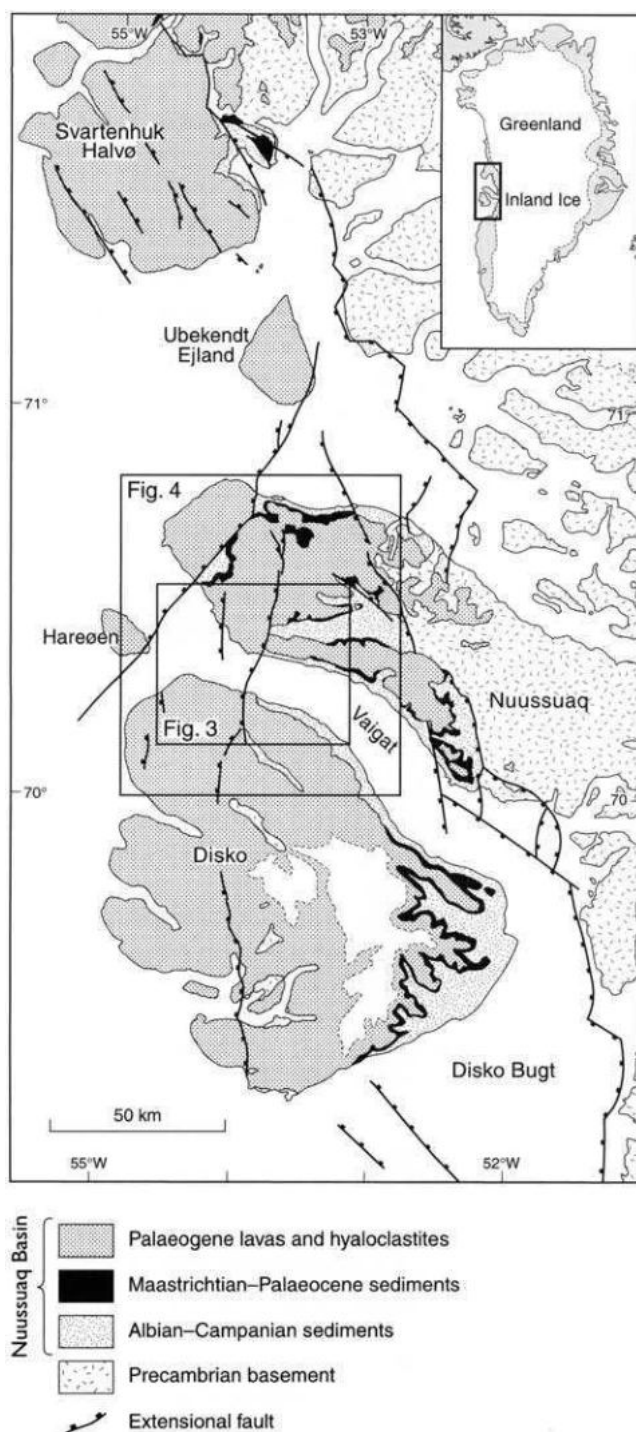 55°W
53°W
Svartenhuk
Halvø
Greenland
Inland Ice
Ubekendt
Ejland
71°
71
Fig. 4
Hareøen
Nuussuaq
Fig. 3
Vaigat
70°
70
Disko
Disko Bugt
50 km
55°W
52°W
Nuussuaq Basin
Palaeogene lavas and hyaloclastites
Maastrichtian–Palaeocene sediments
Albian–Campanian sediments
Precambrian basement
Extensional fault